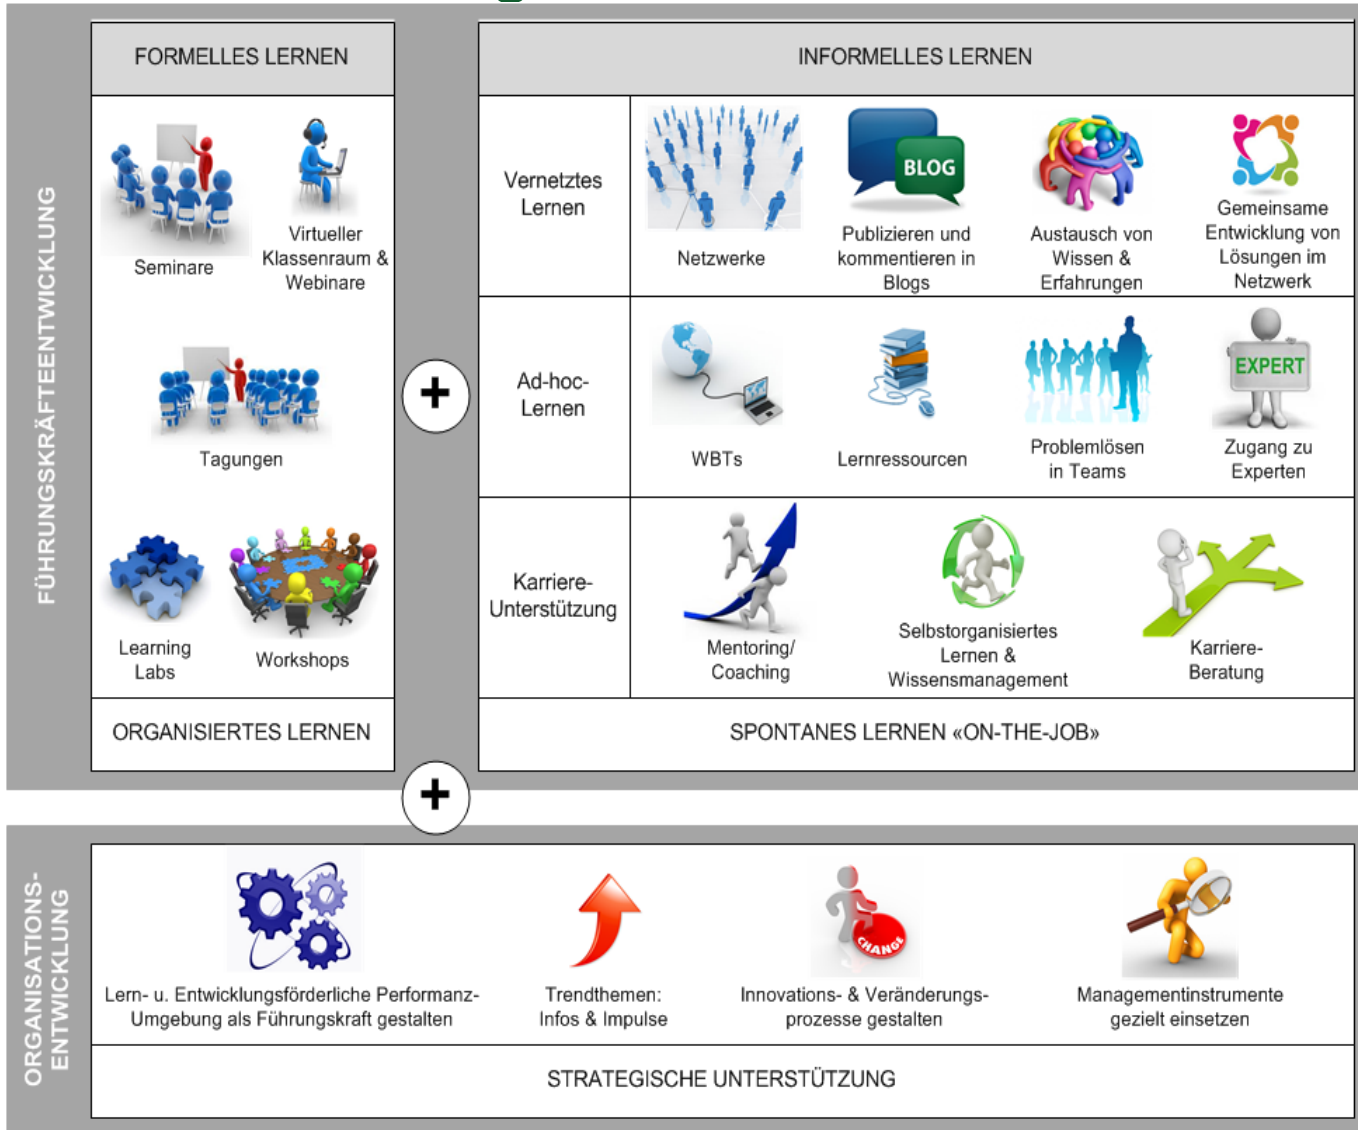 FÜHRUNGSKRÄFTEENTWICKLUNG
FORMELLES LERNEN
Seminare
Virtueller
Klassenraum &
Webinare
Tagungen
Learning
Labs
Workshops
ORGANISIERTES LERNEN
+
INFORMELLES LERNEN
Vernetztes
Lernen
Netzwerke
BLOG
Publizieren und
kommentieren in
Blogs
Austausch von
Wissen &
Erfahrungen
Gemeinsame
Entwicklung von
Lösungen im
Netzwerk
Ad-hoc-
Lernen
WBTs
Lernressourcen
Problemlösen
in Teams
EXPERT
Zugang zu
Experten
Karriere-
Unterstützung
Mentoring/
Coaching
Selbstorganisiertes
Lernen &
Wissensmanagement
Karriere-
Beratung
SPONTANES LERNEN «ON-THE-JOB»
+
ORGANISATIONS-
ENTWICKLUNG
Lern- u. Entwicklungsförderliche Performanz-
Umgebung als Führungskraft gestalten
Trendthemen:
Infos & Impulse
CHANGE
Innovations- & Veränderungs-
prozesse gestalten
Managementinstrumente
gezielt einsetzen
STRATEGISCHE UNTERSTÜTZUNG